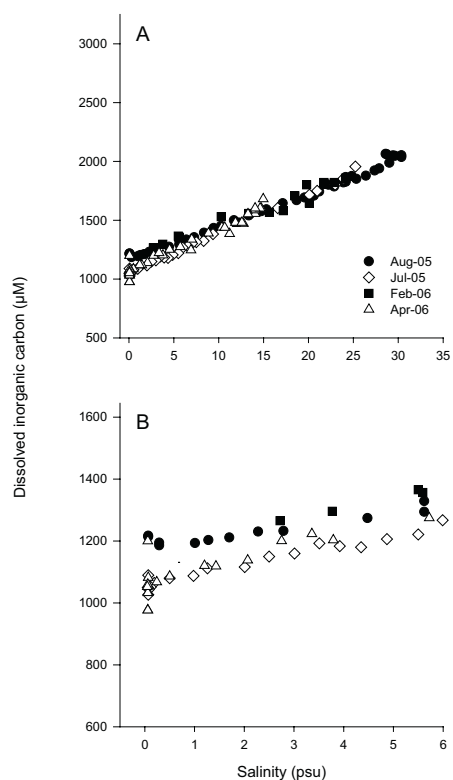 A
3000
2500
2000
1500
1000
500
0 5 10 15 20 25 30 35
Aug-05
Jul-05
Feb-06
Apr-06
Dissolved inorganic carbon (µM)
B
1600
1400
1200
1000
800
600
0 1 2 3 4 5 6
Salinity (psu)